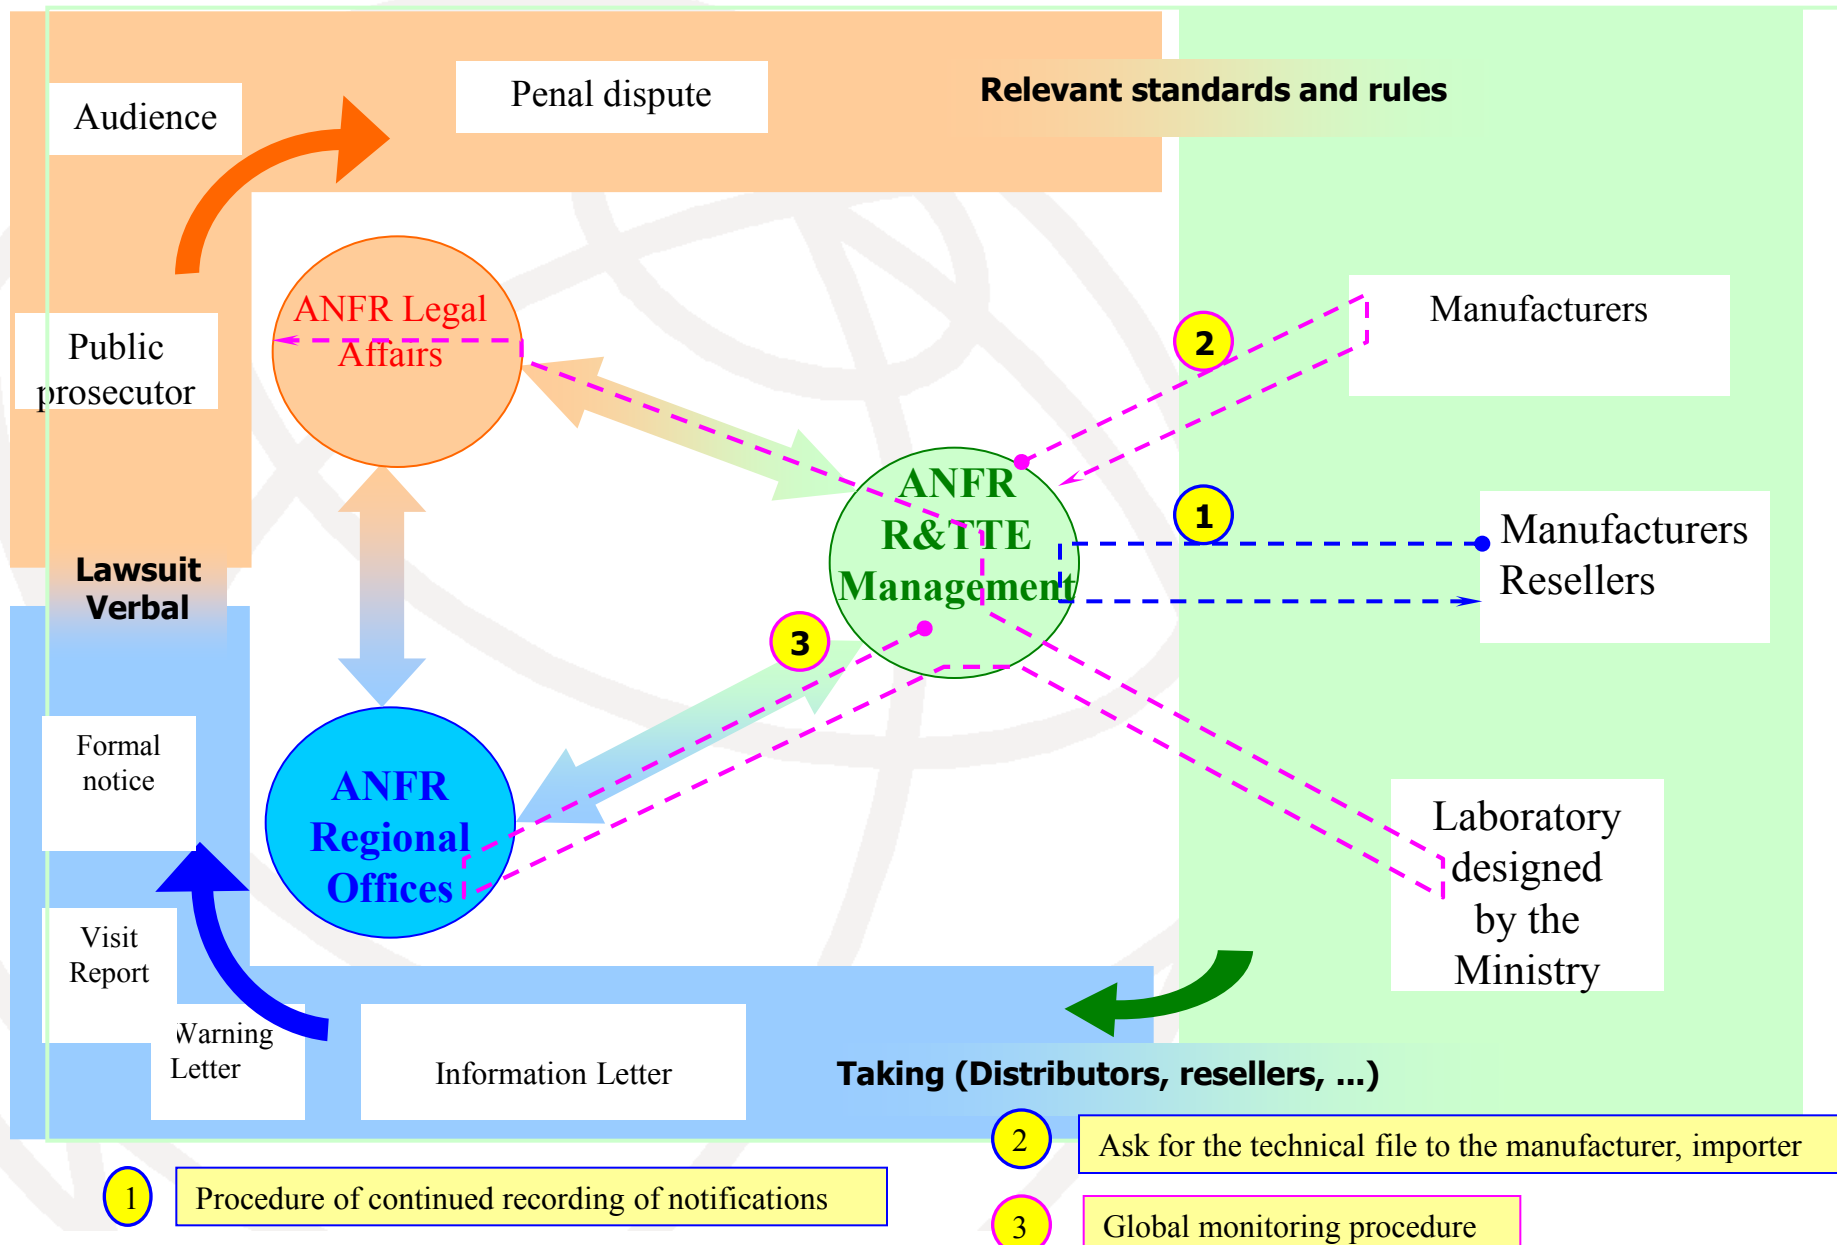 Audience
Penal dispute
Relevant standards and rules
ANFR Legal
Affairs
Public
prosecutor
2
Manufacturers
ANFR
R&TTE
Management
1
Manufacturers
Resellers
Lawsuit
Verbal
3
Formal
notice
ANFR
Regional
Offices
Laboratory
designed
by the
Ministry
Visit
Report
Warning
Letter
Information Letter
Taking (Distributors, resellers, ...)
2
Ask for the technical file to the manufacturer, importer
1
Procedure of continued recording of notifications
3
Global monitoring procedure